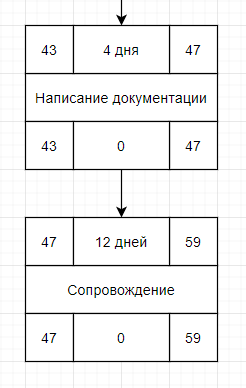 43 4 дня 47
Написание документации
43 0 47
47 12 дней 59
Сопровождение
47 0 59